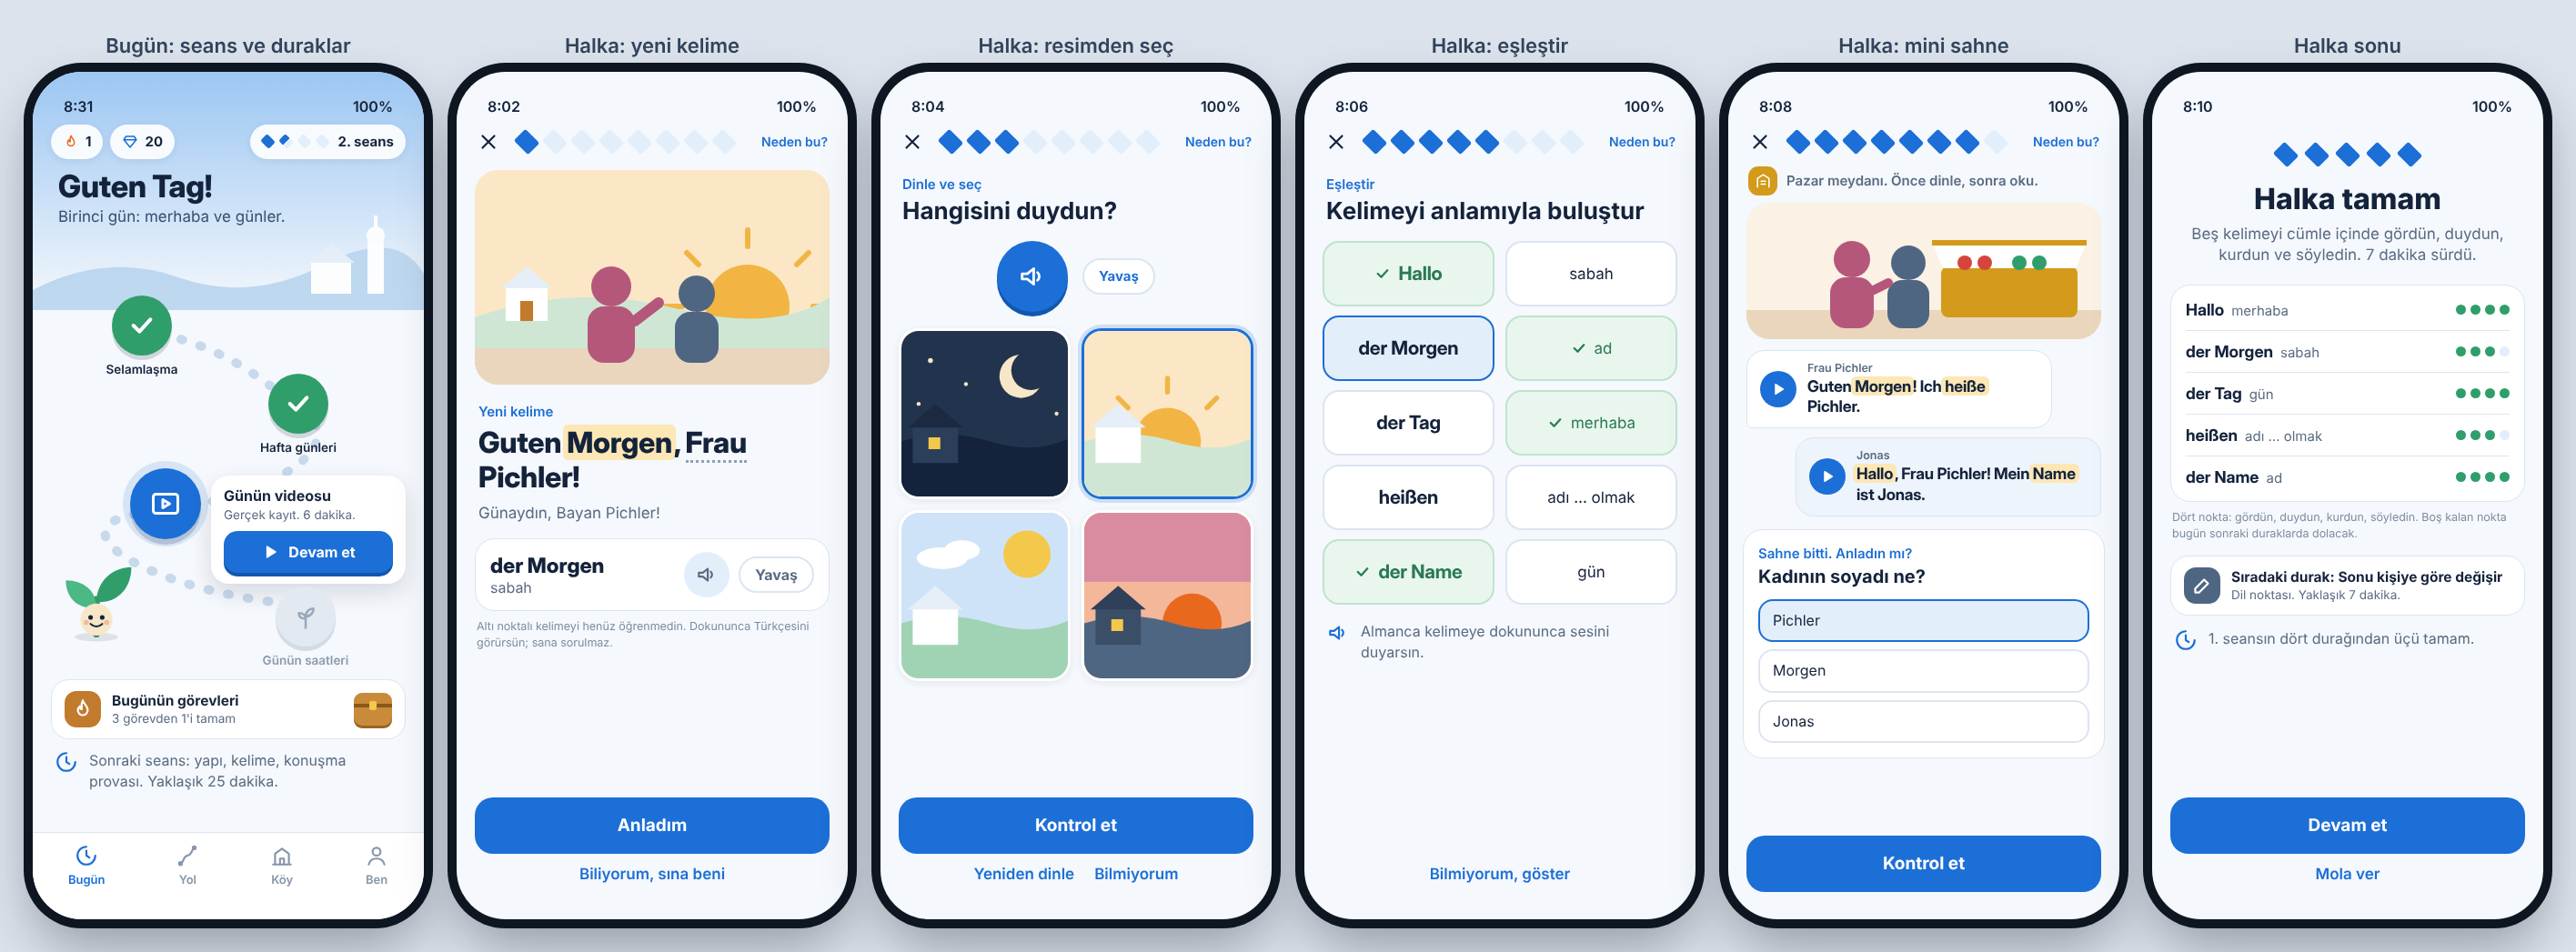 Bugün: seans ve duraklar
8:31
100%
1
20
2. seans
Guten Tag!
Birinci gün: merhaba ve günler.
Selamlaşma
Hafta günleri
Günün videosu
Gerçek kayıt. 6 dakika.
Devam et
Günün saatleri
Bugünün görevleri
3 görevden 1'i tamam
Sonraki seans: yapı, kelime, konuşma
provası. Yaklaşık 25 dakika.
Bugün
Yol
Köy
Ben
Halka: yeni kelime
8:02
100%
Neden bu?
Yeni kelime
Guten Morgen, Frau
Pichler!
Günaydın, Bayan Pichler!
der Morgen
sabah
Yavaş
Altı noktalı kelimeyi henüz öğrenmedin. Dokununca Türkçesini
görürsün; sana sorulmaz.
Anladım
Biliyorum, sına beni
Halka: resimden seç
8:04
100%
Neden bu?
Dinle ve seç
Hangisini duydun?
Yavaş
Kontrol et
Yeniden dinle
Bilmiyorum
Halka: eşleştir
8:06
100%
Neden bu?
Eşleştir
Kelimeyi anlamıyla buluştur
Hallo
sabah
der Morgen
ad
der Tag
merhaba
heißen
adı ... olmak
der Name
gün
Almanca kelimeye dokununca sesini
duyarsın.
Bilmiyorum, göster
Halka: mini sahne
8:08
100%
Neden bu?
Pazar meydanı. Önce dinle, sonra oku.
Frau Pichler
Guten Morgen! Ich heiße
Pichler.
Jonas
Hallo, Frau Pichler! Mein Name
ist Jonas.
Sahne bitti. Anladın mı?
Kadının soyadı ne?
Pichler
Morgen
Jonas
Kontrol et
Halka sonu
8:10
100%
Halka tamam
Beş kelimeyi cümle içinde gördün, duydun,
kurdun ve söyledin. 7 dakika sürdü.
Hallo merhaba
der Morgen sabah
der Tag gün
heißen adı ... olmak
der Name ad
Dört nokta: gördün, duydun, kurdun, söyledin. Boş kalan nokta
bugün sonraki duraklarda dolacak.
Sıradaki durak: Sonu kişiye göre değişir
Dil noktası. Yaklaşık 7 dakika.
1. seansın dört durağından üçü tamam.
Devam et
Mola ver